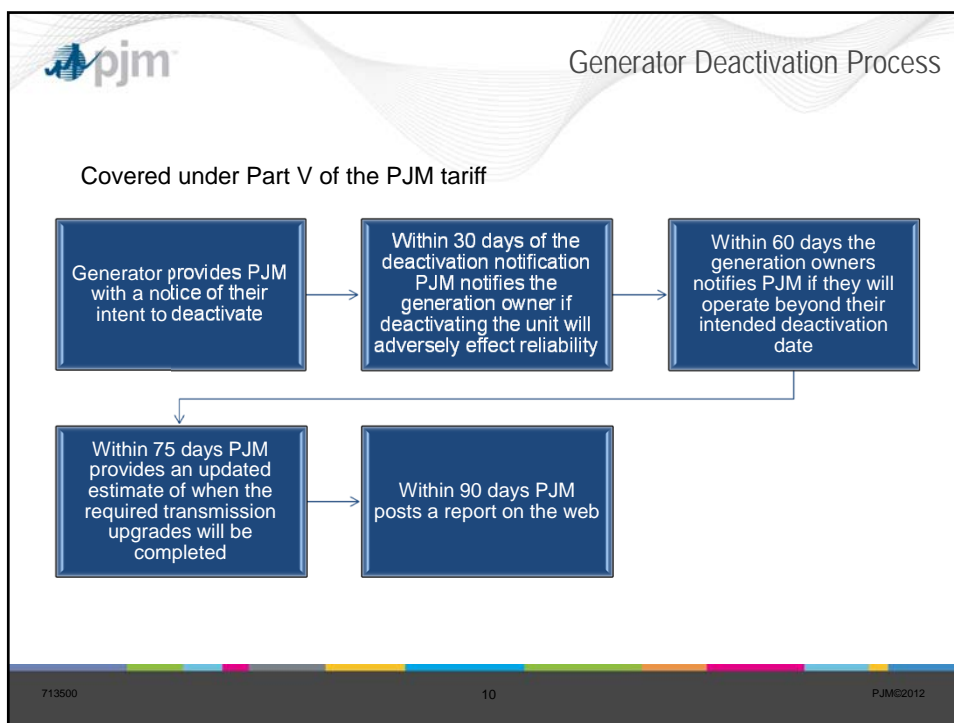 pjm
Generator Deactivation Process
Covered under Part V of the PJM tariff
Generator provides PJM
with a notice of their
intent to deactivate
Within 30 days of the
deactivation notification
PJM notifies the
generation owner if
deactivating the unit will
adversely effect reliability
Within 60 days the
generation owners
notifies PJM if they will
operate beyond their
intended deactivation
date
Within 75 days PJM
provides an updated
estimate of when the
required transmission
upgrades will be
completed
Within 90 days PJM
posts a report on the web
713500
10
PJM©2012